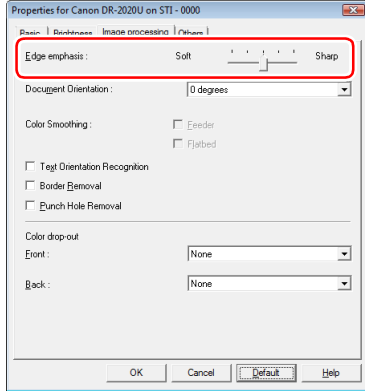 Properties for Canon DR-2020U on STI - 0000
Basic Brightness Image processing Others
Edge emphasis : Soft Sharp
Document Orientation : 0 degrees
Color Smoothing : Feeder
Flatbed
Text Orientation Recognition
Border Removal
Punch Hole Removal
Color drop-out
Front : None
Back : None
OK Cancel Default Help